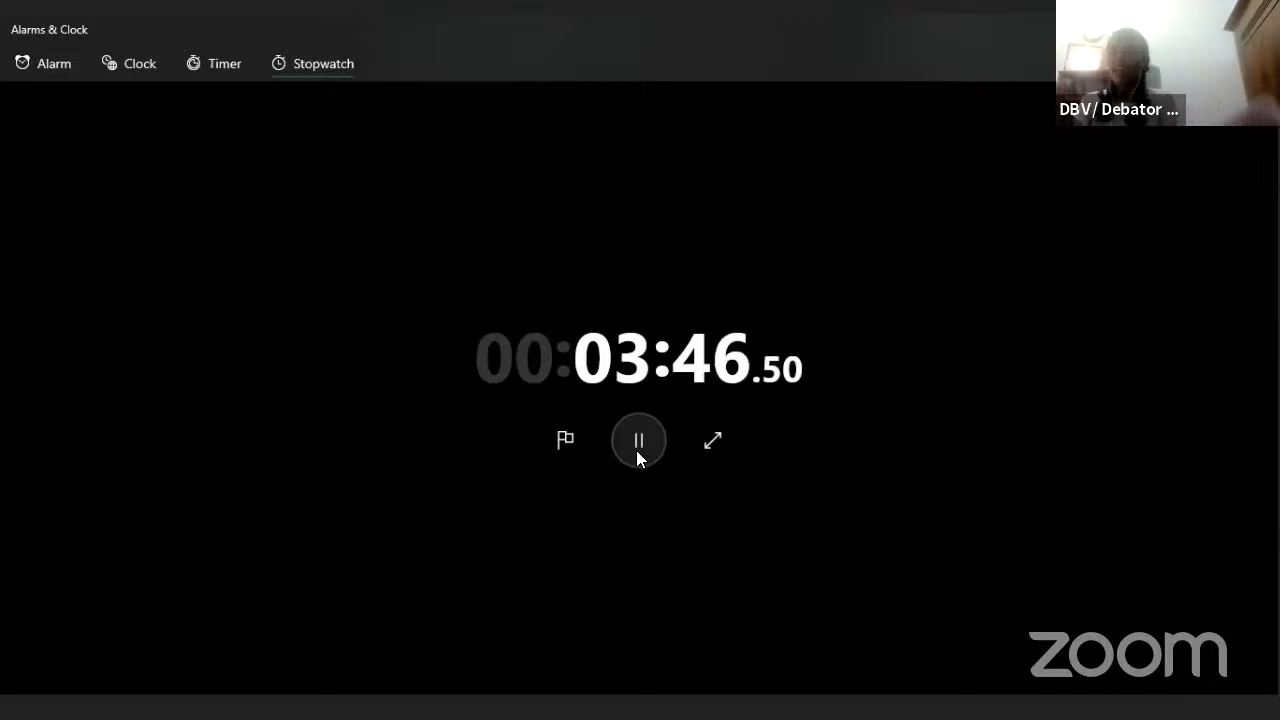 Alarms & Clock
Alarm
Clock
Timer
Stopwatch
DBV/ Debator ...
00:03:46.50
zoom